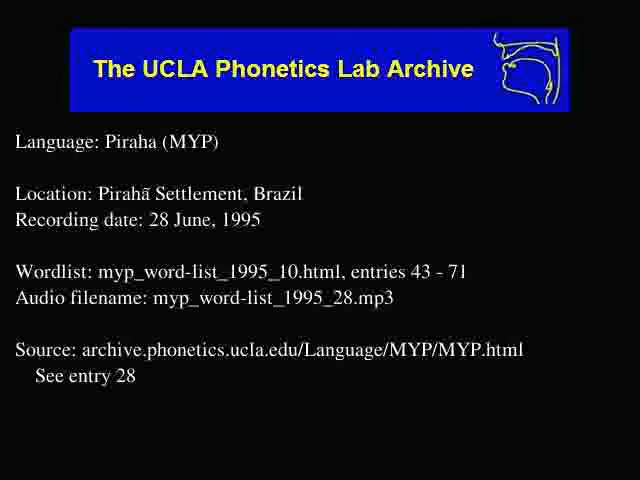 The UCLA Phonetics Lab Archive
Language: Piraha (MYP)
Location: Pirahã Settlement, Brazil
Recording date: 28 June, 1995
Wordlist: myp_word-list_1995_10.html, entries 43 - 71
Audio filename: myp_word-list_1995_28.mp3
Source: archive.phonetics.ucla.edu/Language/MYP/MYP.html
See entry 28